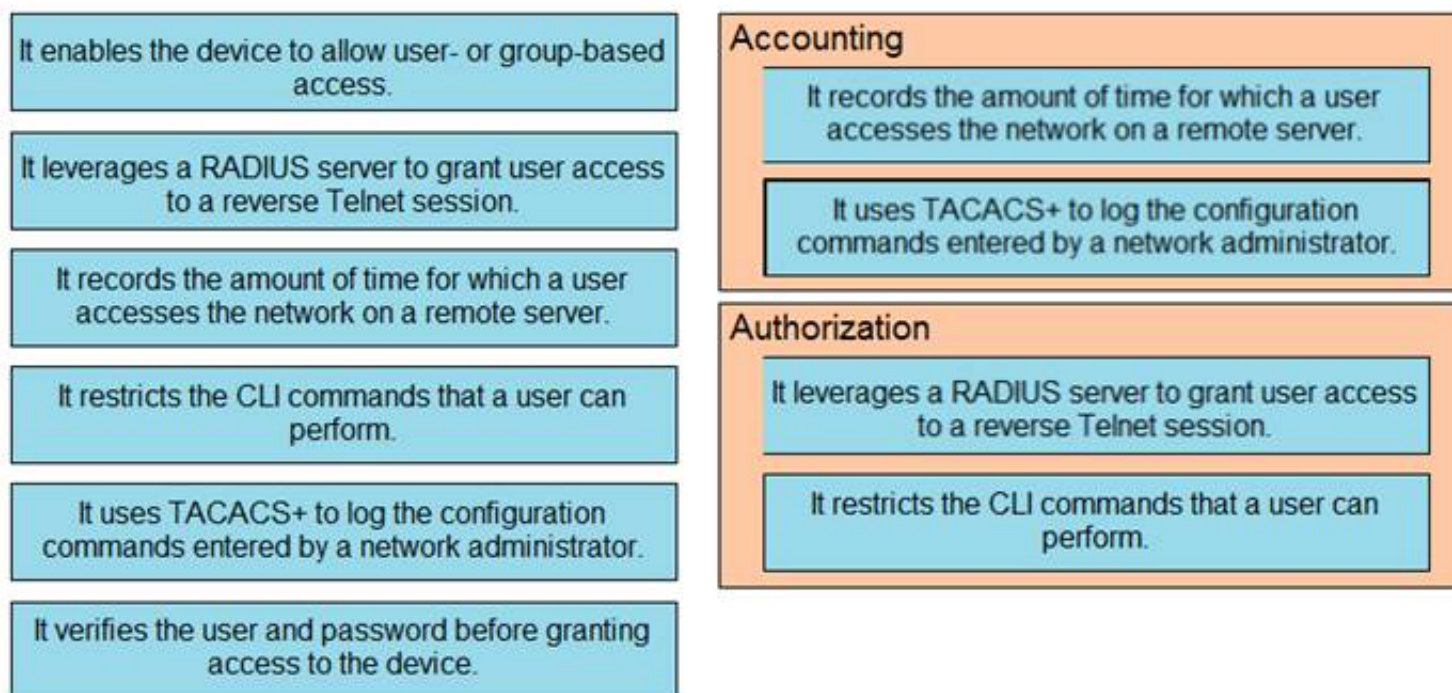 It enables the device to allow user- or group-based
access.
It leverages a RADIUS server to grant user access
to a reverse Telnet session.
It records the amount of time for which a user
accesses the network on a remote server.
It restricts the CLI commands that a user can
perform.
It uses TACACS+ to log the configuration
commands entered by a network administrator.
It verifies the user and password before granting
access to the device.
Accounting
It records the amount of time for which a user
accesses the network on a remote server.
It uses TACACS+ to log the configuration
commands entered by a network administrator.
Authorization
It leverages a RADIUS server to grant user access
to a reverse Telnet session.
It restricts the CLI commands that a user can
perform.